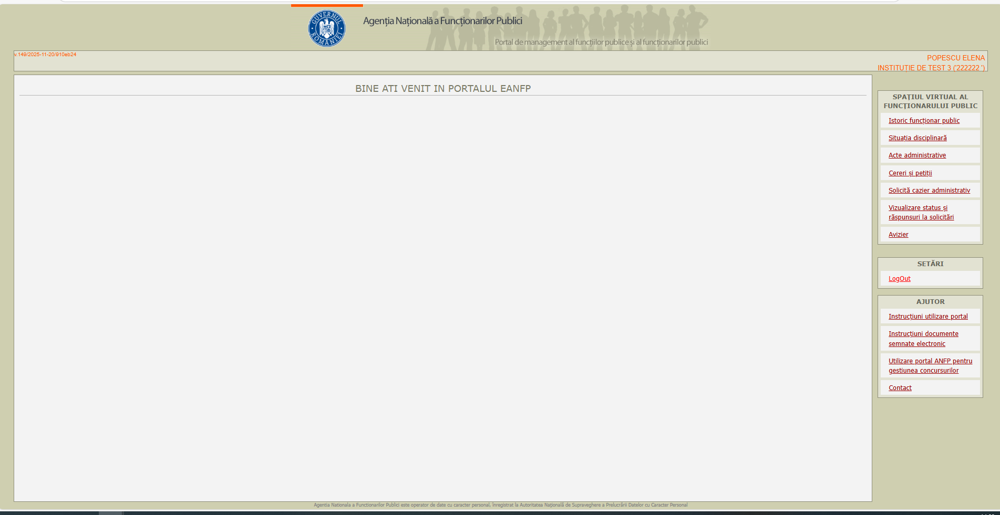 GUVERNUL ROMÂNIEI
Agenția Națională a Funcționarilor Publici
Portal de management al funcțiilor publice și al funcționarilor publici
v.149/2025-11-20/910eb24
POPESCU ELENA
INSTITUȚIE DE TEST 3 ('222222 ')
BINE ATI VENIT IN PORTALUL EANFP
SPAȚIUL VIRTUAL AL
FUNCȚIONARULUI PUBLIC
Istoric funcționar public
Situația disciplinară
Acte administrative
Cereri și petiții
Solicită cazier administrativ
Vizualizare status și
răspunsuri la solicitări
Avizier
SETĂRI
LogOut
AJUTOR
Instrucțiuni utilizare portal
Instrucțiuni documente
semnate electronic
Utilizare portal ANFP pentru
gestiunea concursurilor
Contact
Agentia Nationala a Functionarilor Publici este operator de date cu caracter personal, înregistrat la Autoritatea Națională de Supraveghere a Prelucrării Datelor cu Caracter Personal